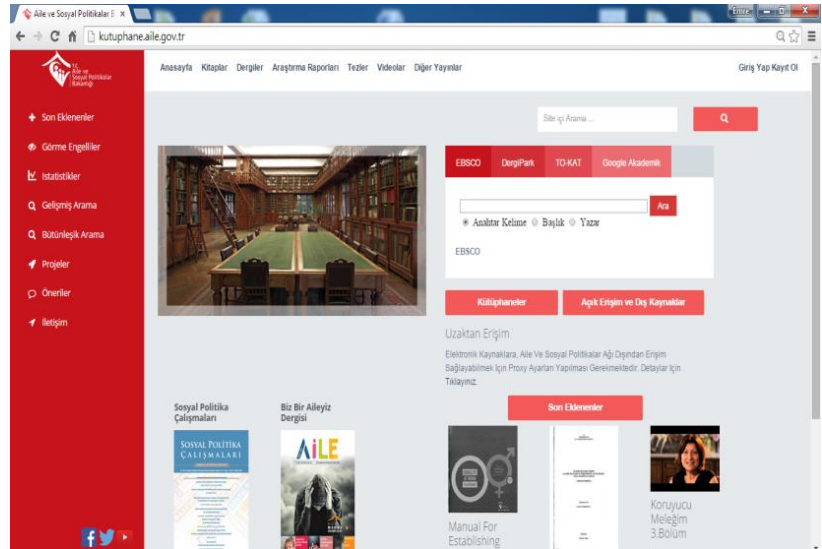 Aile ve Sosyal Politikalar E
Emre
kutuphane.aile.gov.tr
T.C.
Aile ve
Sosyal Politikalar
Bakanlığı
Anasayfa Kitaplar Dergiler Araştırma Raporları Tezler Videolar Diğer Yayınlar
Giriş Yap Kayıt Ol
Son Eklenenler
Görme Engelliler
İstatistikler
Gelişmiş Arama
Bütünleşik Arama
Projeler
Öneriler
İletişim
Site içi Arama ...
EBSCO DergiPark TO-KAT Google Akademik
Ara
Anahtar Kelime Başlık Yazar
EBSCO
Kütüphaneler Açık Erişim ve Dış Kaynaklar
Uzaktan Erişim
Elektronik Kaynaklara, Aile Ve Sosyal Politikalar Ağı Dışından Erişim
Sağlayabilmek İçin Proxy Ayarları Yapılması Gerekmektedir. Detaylar İçin
Tıklayınız.
Son Eklenenler
Sosyal Politika
Çalışmaları
Biz Bir Aileyiz
Dergisi
SOSYAL POLİTİKA
ÇALIŞMALARI
AİLE
Manual For
Establishing
Koruyucu
Meleğim
3.Bölüm